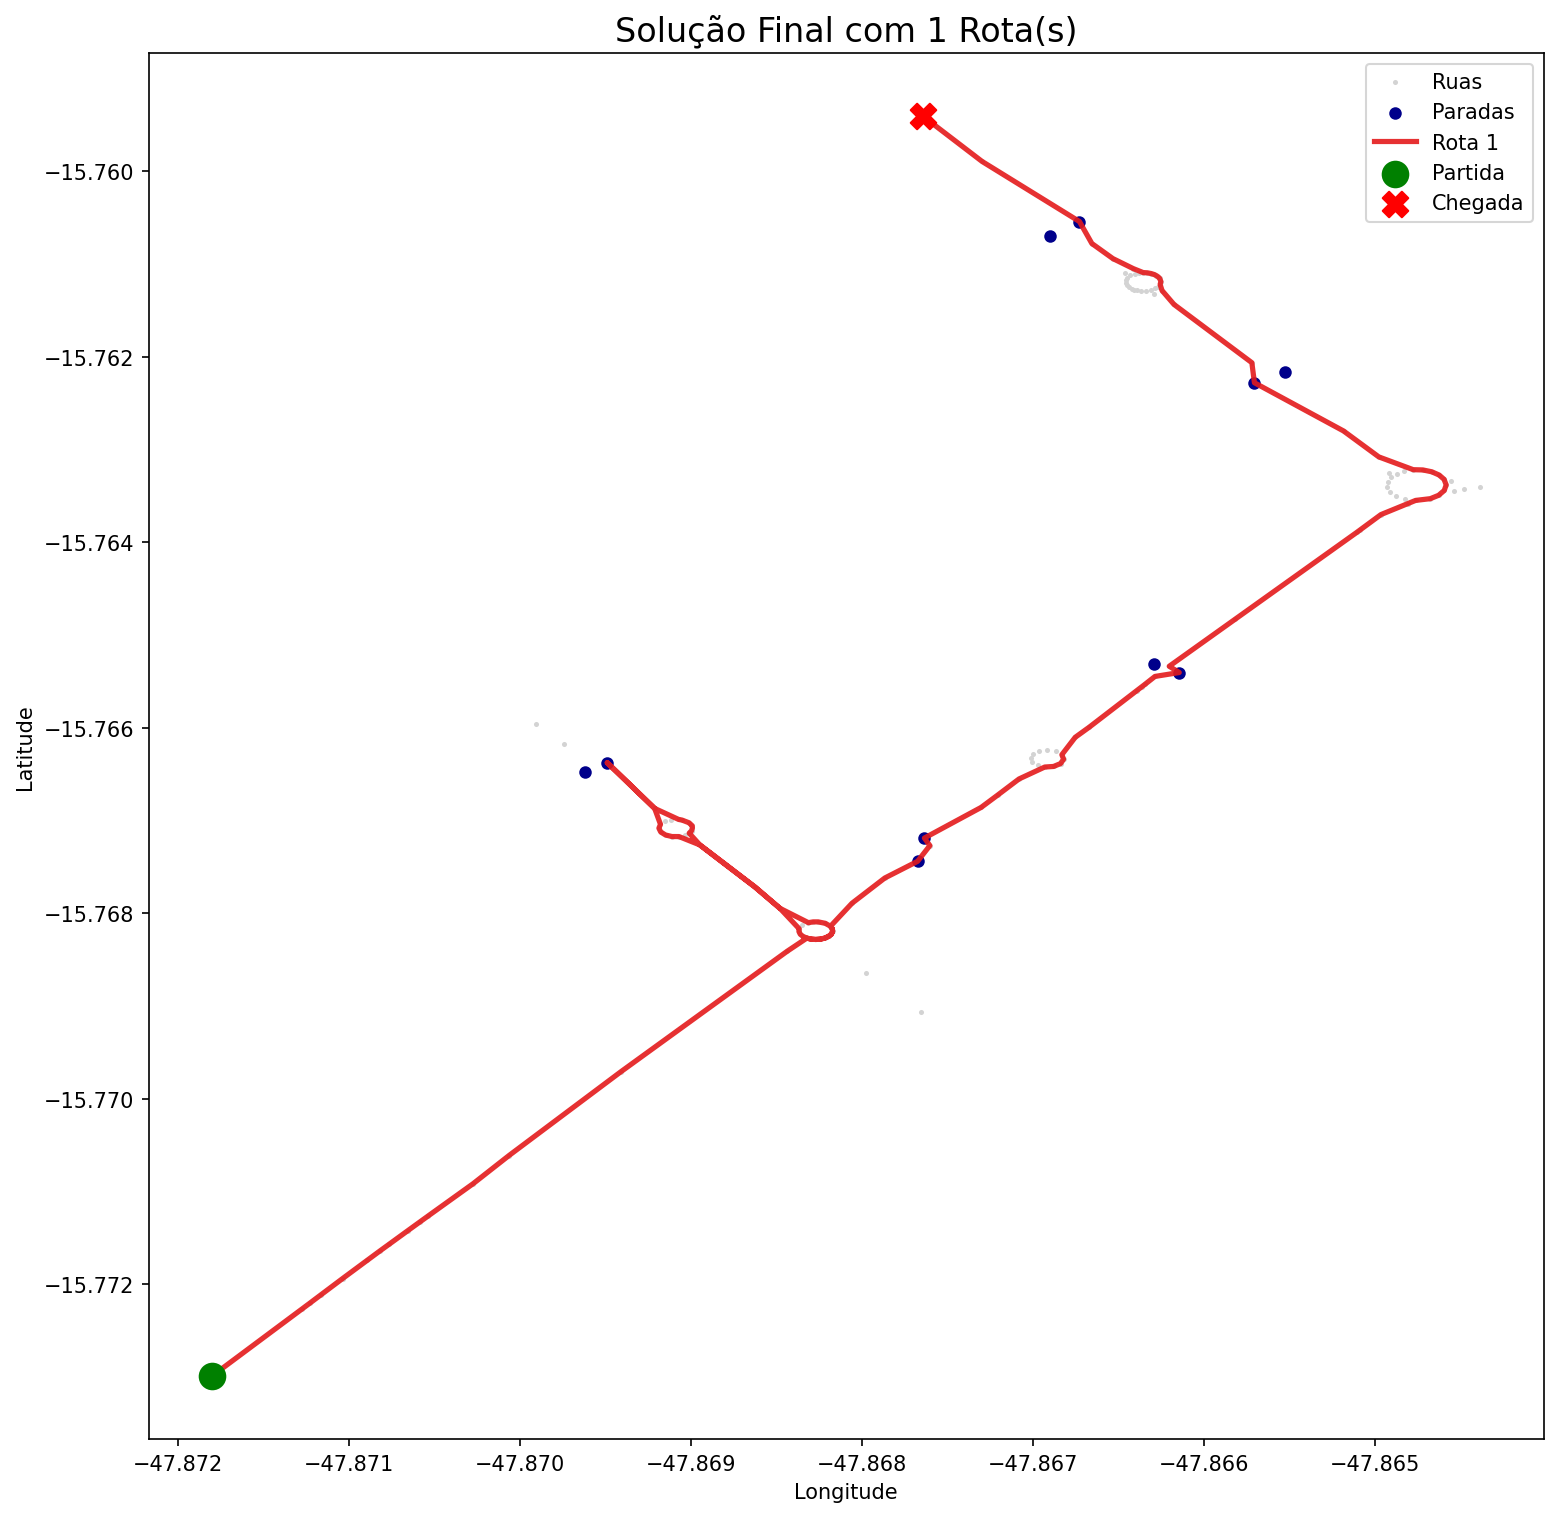 Solução Final com 1 Rota(s)
Ruas
Paradas
Rota 1
Partida
Chegada
−15.760
−15.762
−15.764
−15.766
−15.768
−15.770
−15.772
Latitude
−47.872
−47.871
−47.870
−47.869
−47.868
−47.867
−47.866
−47.865
Longitude